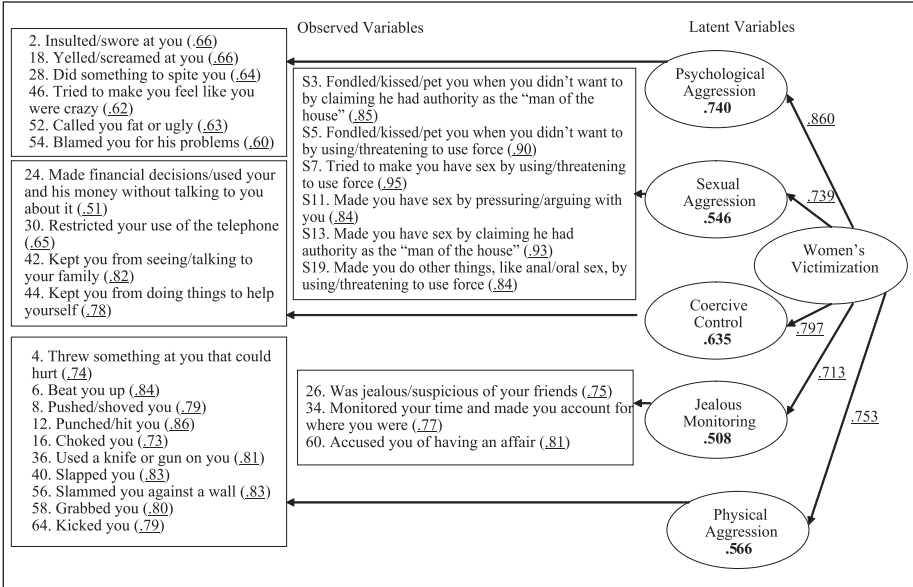 Observed Variables
Latent Variables
2. Insulted/swore at you (.66)
18. Yelled/screamed at you (.66)
28. Did something to spite you (.64)
46. Tried to make you feel like you
were crazy (.62)
52. Called you fat or ugly (.63)
54. Blamed you for his problems (.60)
24. Made financial decisions/used your
and his money without talking to you
about it (.51)
30. Restricted your use of the telephone
(.65)
42. Kept you from seeing/talking to
your family (.82)
44. Kept you from doing things to help
yourself (.78)
4. Threw something at you that could
hurt (.74)
6. Beat you up (.84)
8. Pushed/shoved you (.79)
12. Punched/hit you (.86)
16. Choked you (.73)
36. Used a knife or gun on you (.81)
40. Slapped you (.83)
56. Slammed you against a wall (.83)
58. Grabbed you (.80)
64. Kicked you (.79)
S3. Fondled/kissed/pet you when you didn’t want to
by claiming he had authority as the “man of the
house” (.85)
S5. Fondled/kissed/pet you when you didn’t want to
by using/threatening to use force (.90)
S7. Tried to make you have sex by using/threatening
to use force (.95)
S11. Made you have sex by pressuring/arguing with
you (.84)
S13. Made you have sex by claiming he had
authority as the “man of the house” (.93)
S19. Made you do other things, like anal/oral sex, by
using/threatening to use force (.84)
26. Was jealous/suspicious of your friends (.75)
34. Monitored your time and made you account for
where you were (.77)
60. Accused you of having an affair (.81)
Psychological
Aggression
.740
Sexual
Aggression
.546
Coercive
Control
.635
Jealous
Monitoring
.508
Physical
Aggression
.566
.860
.739
.797
.713
.753
Women’s
Victimization